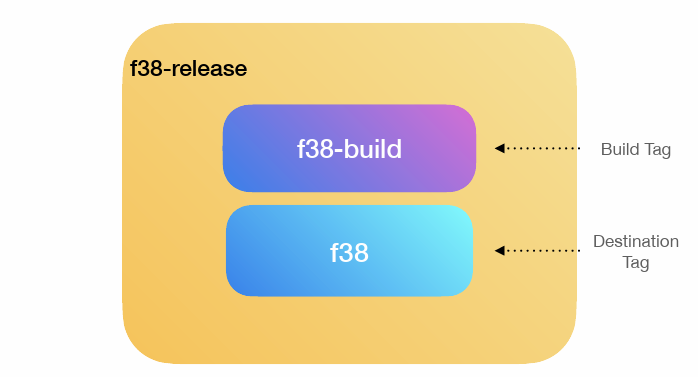 f38-release
f38-build
Build Tag
f38
Destination
Tag